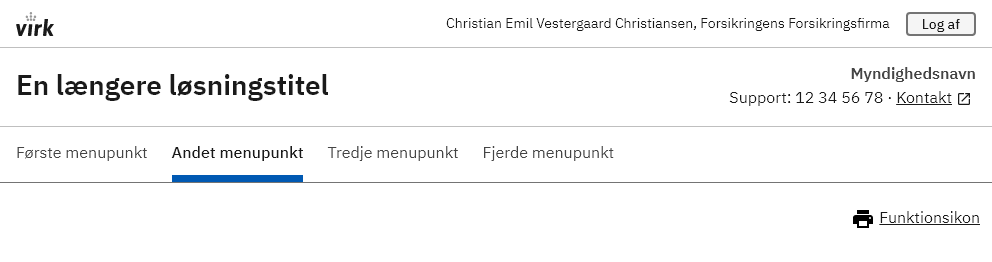 virk
Christian Emil Vestergaard Christiansen, Forsikringens Forsikringsfirma
Log af
En længere løsningstitel
Myndighedsnavn
Support: 12 34 56 78 · Kontakt
Første menupunkt
Andet menupunkt
Tredje menupunkt
Fjerde menupunkt
Funktionsikon